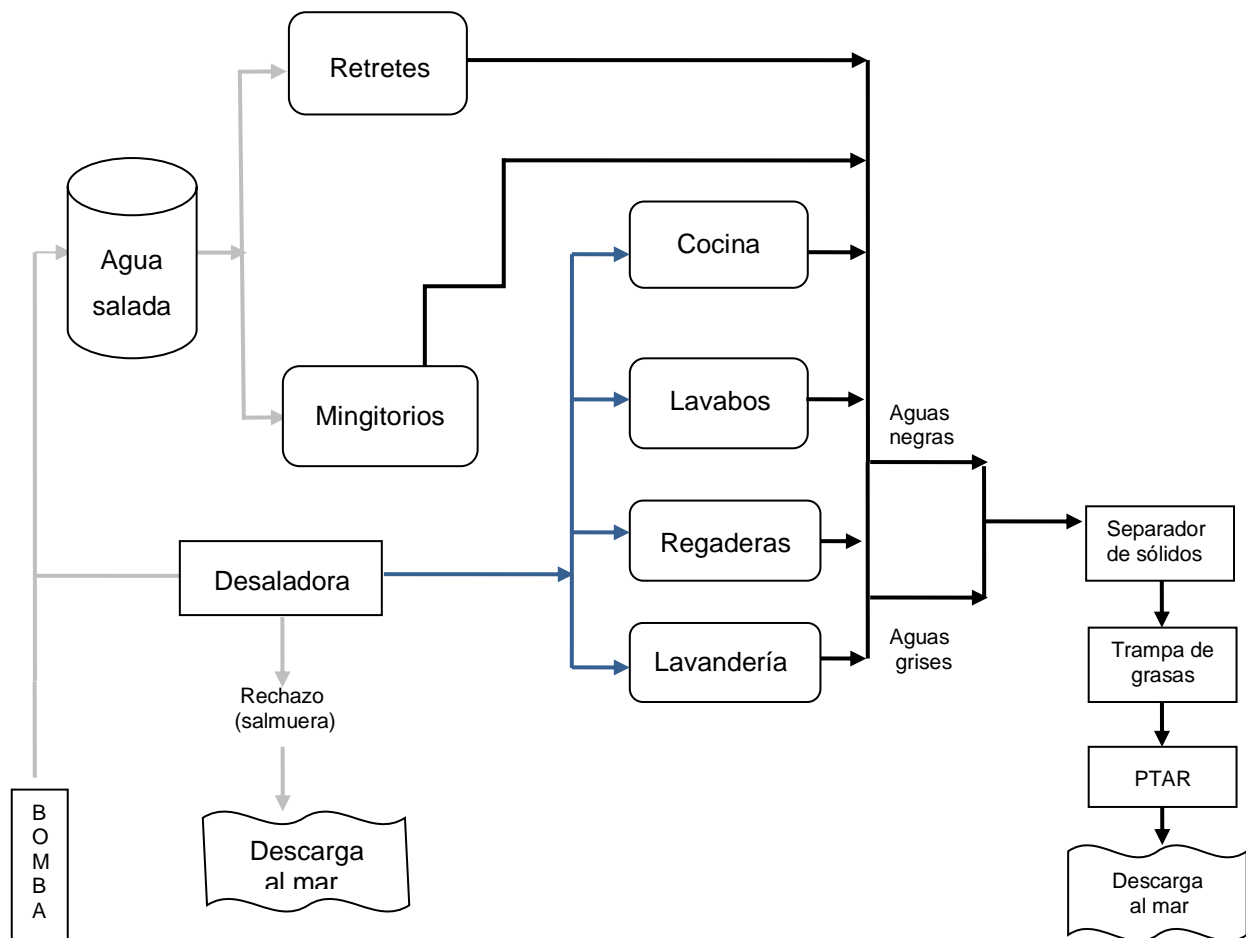 Retretes
Agua
salada
Cocina
Mingitorios
Lavabos
Aguas
negras
Regaderas
Separador
de sólidos
Desaladora
Aguas
grises
Lavandería
Trampa de
grasas
Rechazo
(salmuera)
PTAR
B
O
M
B
A
Descarga
al mar
Descarga
al mar